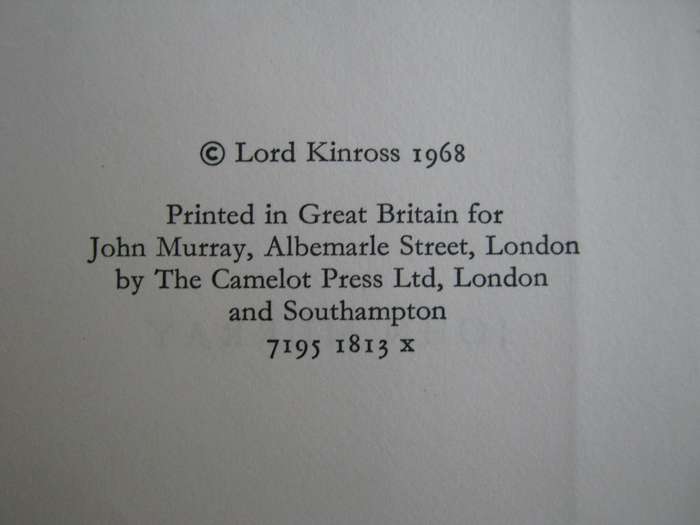 © Lord Kinross 1968
Printed in Great Britain for
John Murray, Albemarle Street, London
by The Camelot Press Ltd, London
and Southampton
7195 1813 x